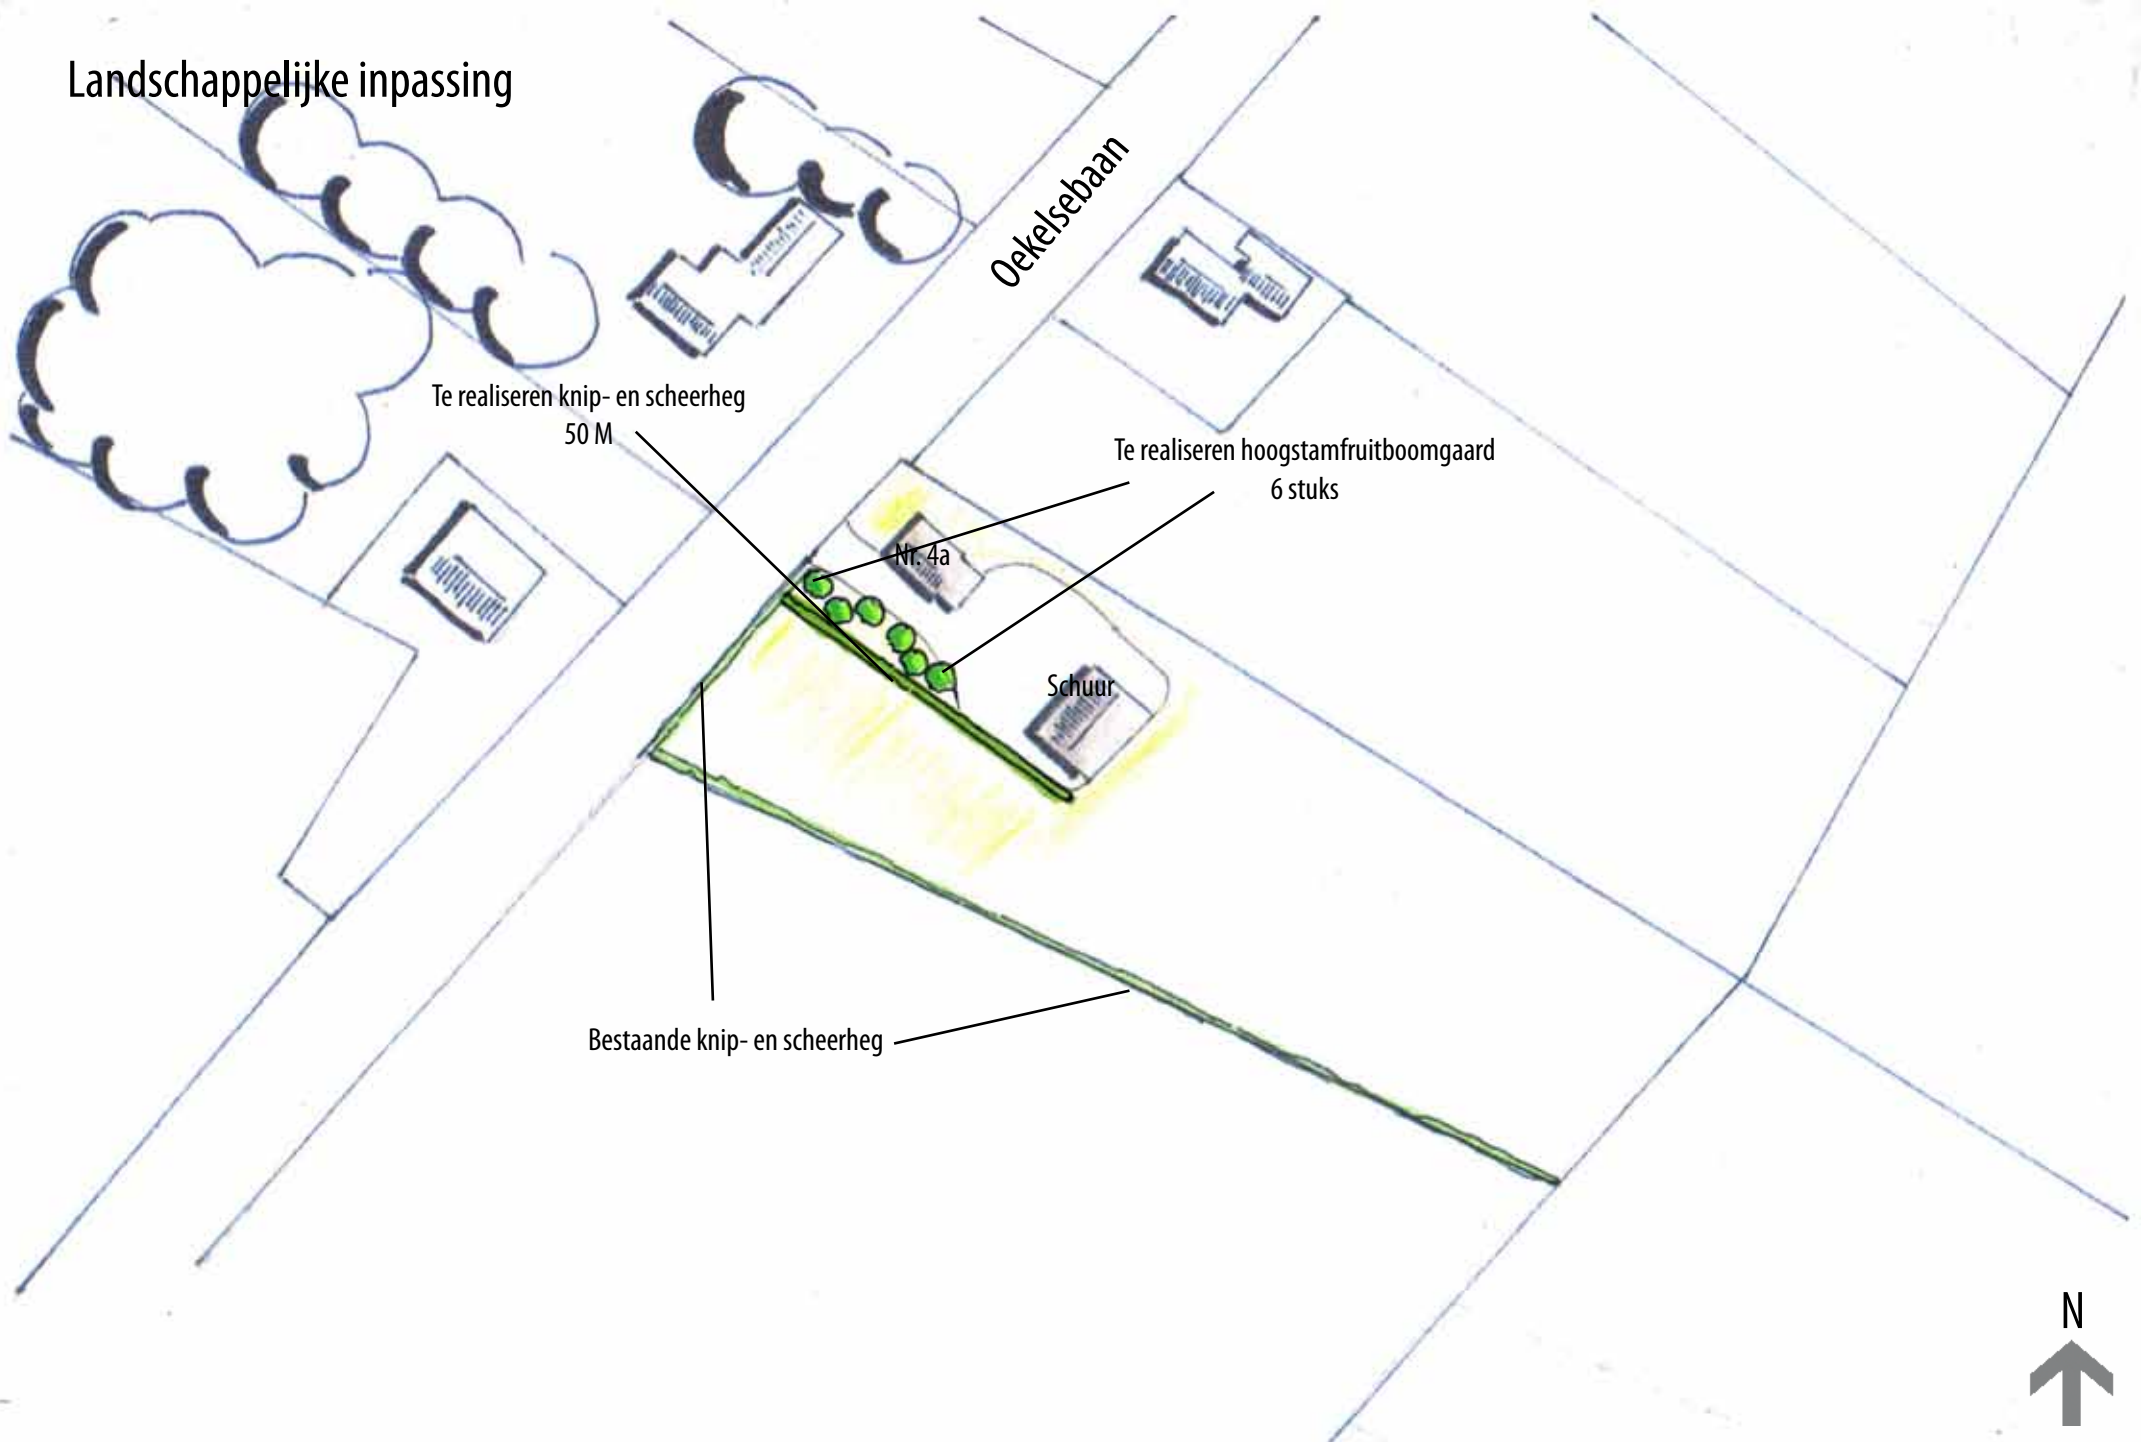 Landschappelijke inpassing
Oekelsebaan
Te realiseren knip- en scheerheg
50 M
Te realiseren hoogstamfruitboomgaard
6 stuks
Nr. 4a
Schuur
Bestaande knip- en scheerheg
N